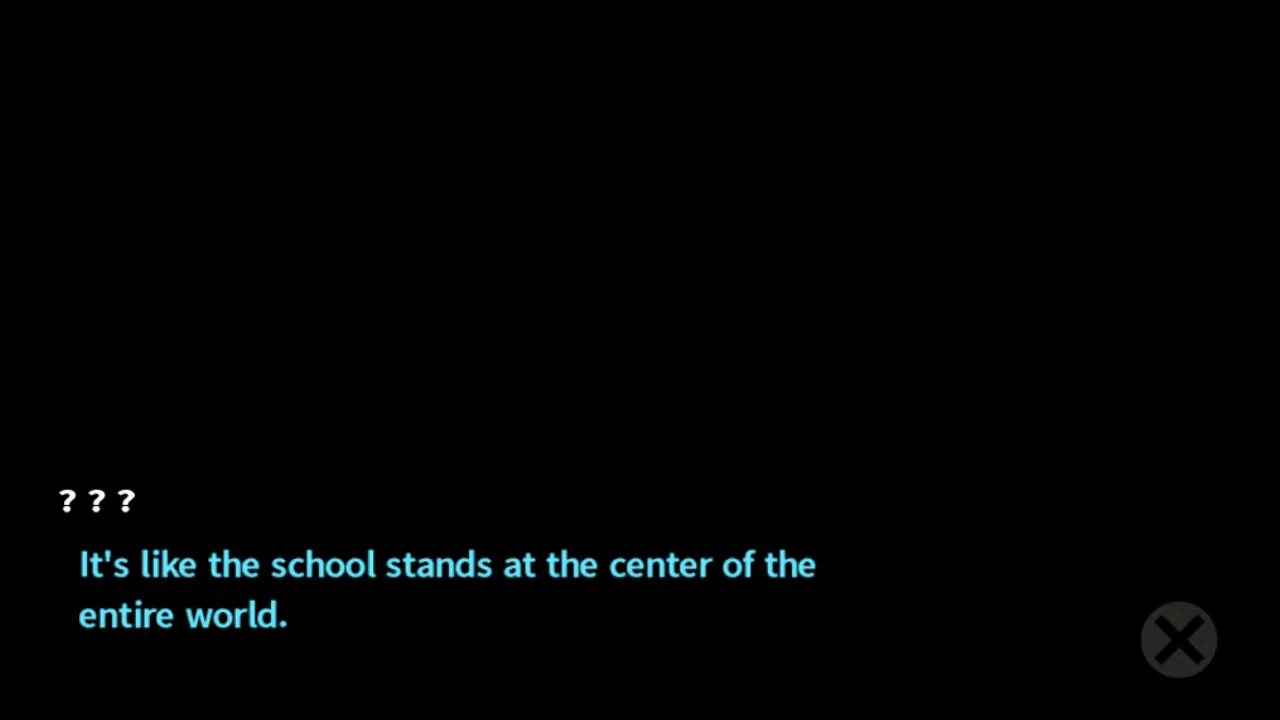 ? ? ?
It's like the school stands at the center of the
entire world.